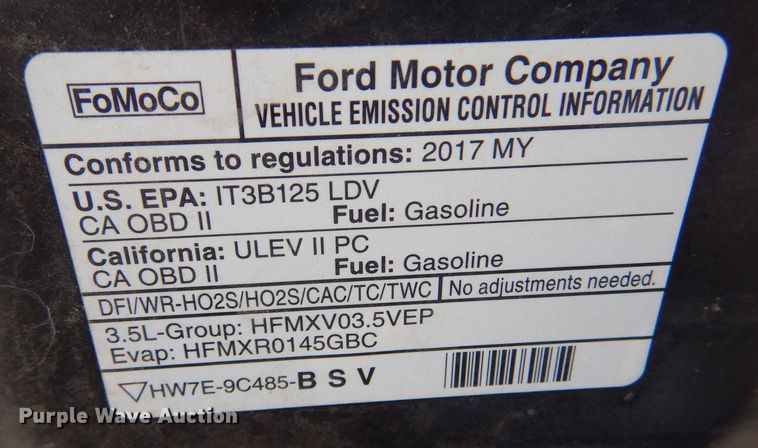 FoMoCo
Ford Motor Company
VEHICLE EMISSION CONTROL INFORMATION
Conforms to regulations: 2017 MY
U.S. EPA: IT3B125 LDV
CA OBD II Fuel: Gasoline
California: ULEV II PC
CA OBD II Fuel: Gasoline
DFI/WR-HO2S/HO2S/CAC/TC/TWC No adjustments needed.
3.5L-Group: HFMXV03.5VEP
Evap: HFMXR0145GBC
▽HW7E-9C485-B S V
Purple Wave Auction